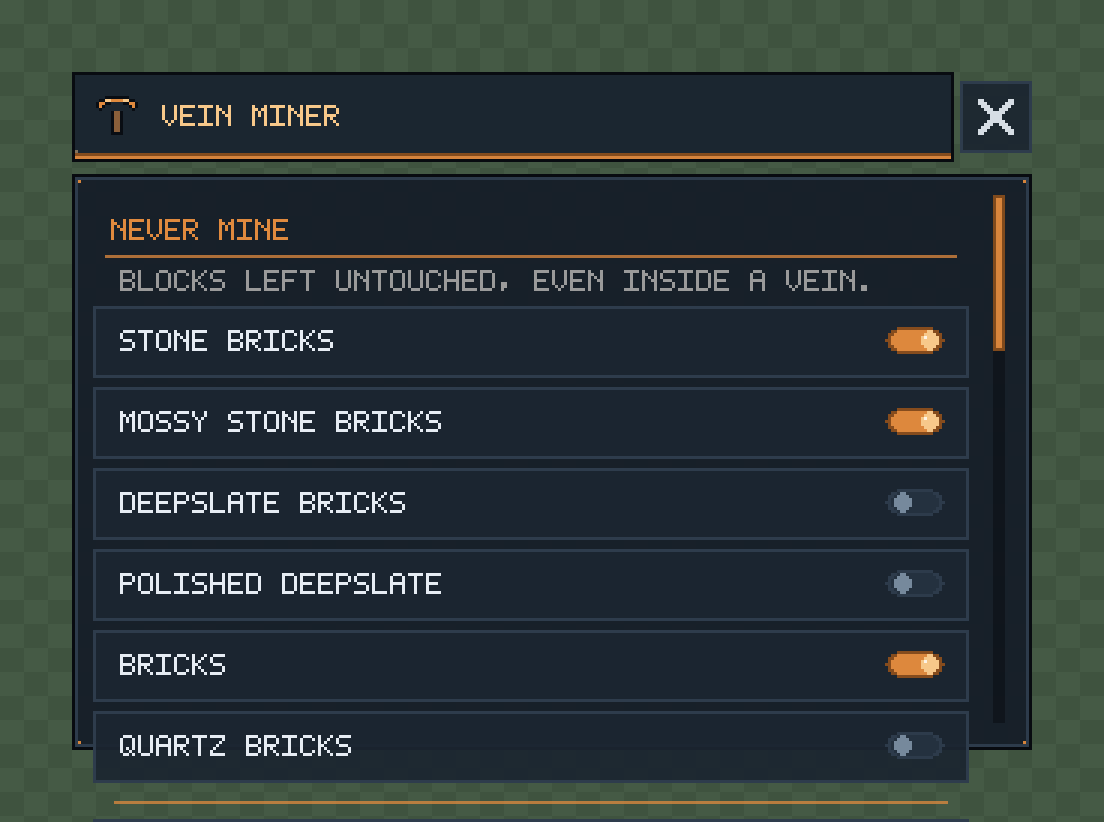 VEIN MINER
NEVER MINE
BLOCKS LEFT UNTOUCHED, EVEN INSIDE A VEIN.
STONE BRICKS
MOSSY STONE BRICKS
DEEPSLATE BRICKS
POLISHED DEEPSLATE
BRICKS
QUARTZ BRICKS